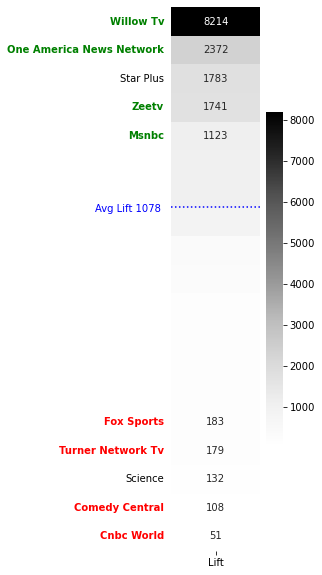 Willow Tv 8214
One America News Network 2372
Star Plus 1783
Zeetv 1741
Msnbc 1123
Avg Lift 1078
Fox Sports 183
Turner Network Tv 179
Science 132
Comedy Central 108
Cnbc World 51
Lift
8000
7000
6000
5000
4000
3000
2000
1000